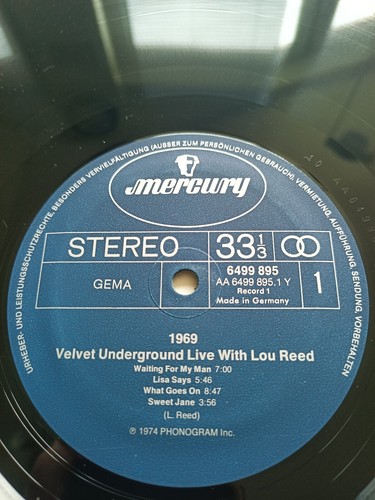 URHEBER- UND LEISTUNGSSCHUTZRECHTE, BESONDERS VERVIELFÄLTIGUNG (AUSSER ZUM PERSÖNLICHEN GEBRAUCH), VERMIETUNG, AUFFÜHRUNG, SENDUNG, VORBEHALTEN
mercury
STEREO 33 1/3
GEMA
6499 895
AA 6499 895.1 Y
Record 1
Made in Germany
1
1969
Velvet Underground Live With Lou Reed
Waiting For My Man 7:00
Lisa Says 5:46
What Goes On 8:47
Sweet Jane 3:56
(L. Reed)
℗ 1974 PHONOGRAM Inc.